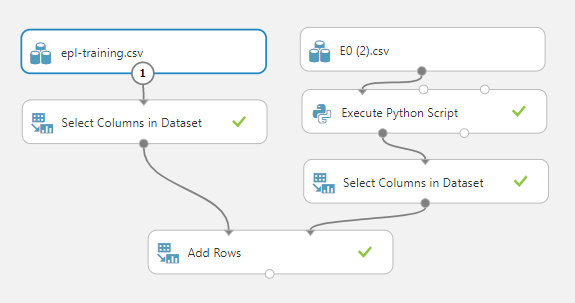 epl-training.csv
E0 (2).csv
1
Select Columns in Dataset
Execute Python Script
Select Columns in Dataset
Add Rows